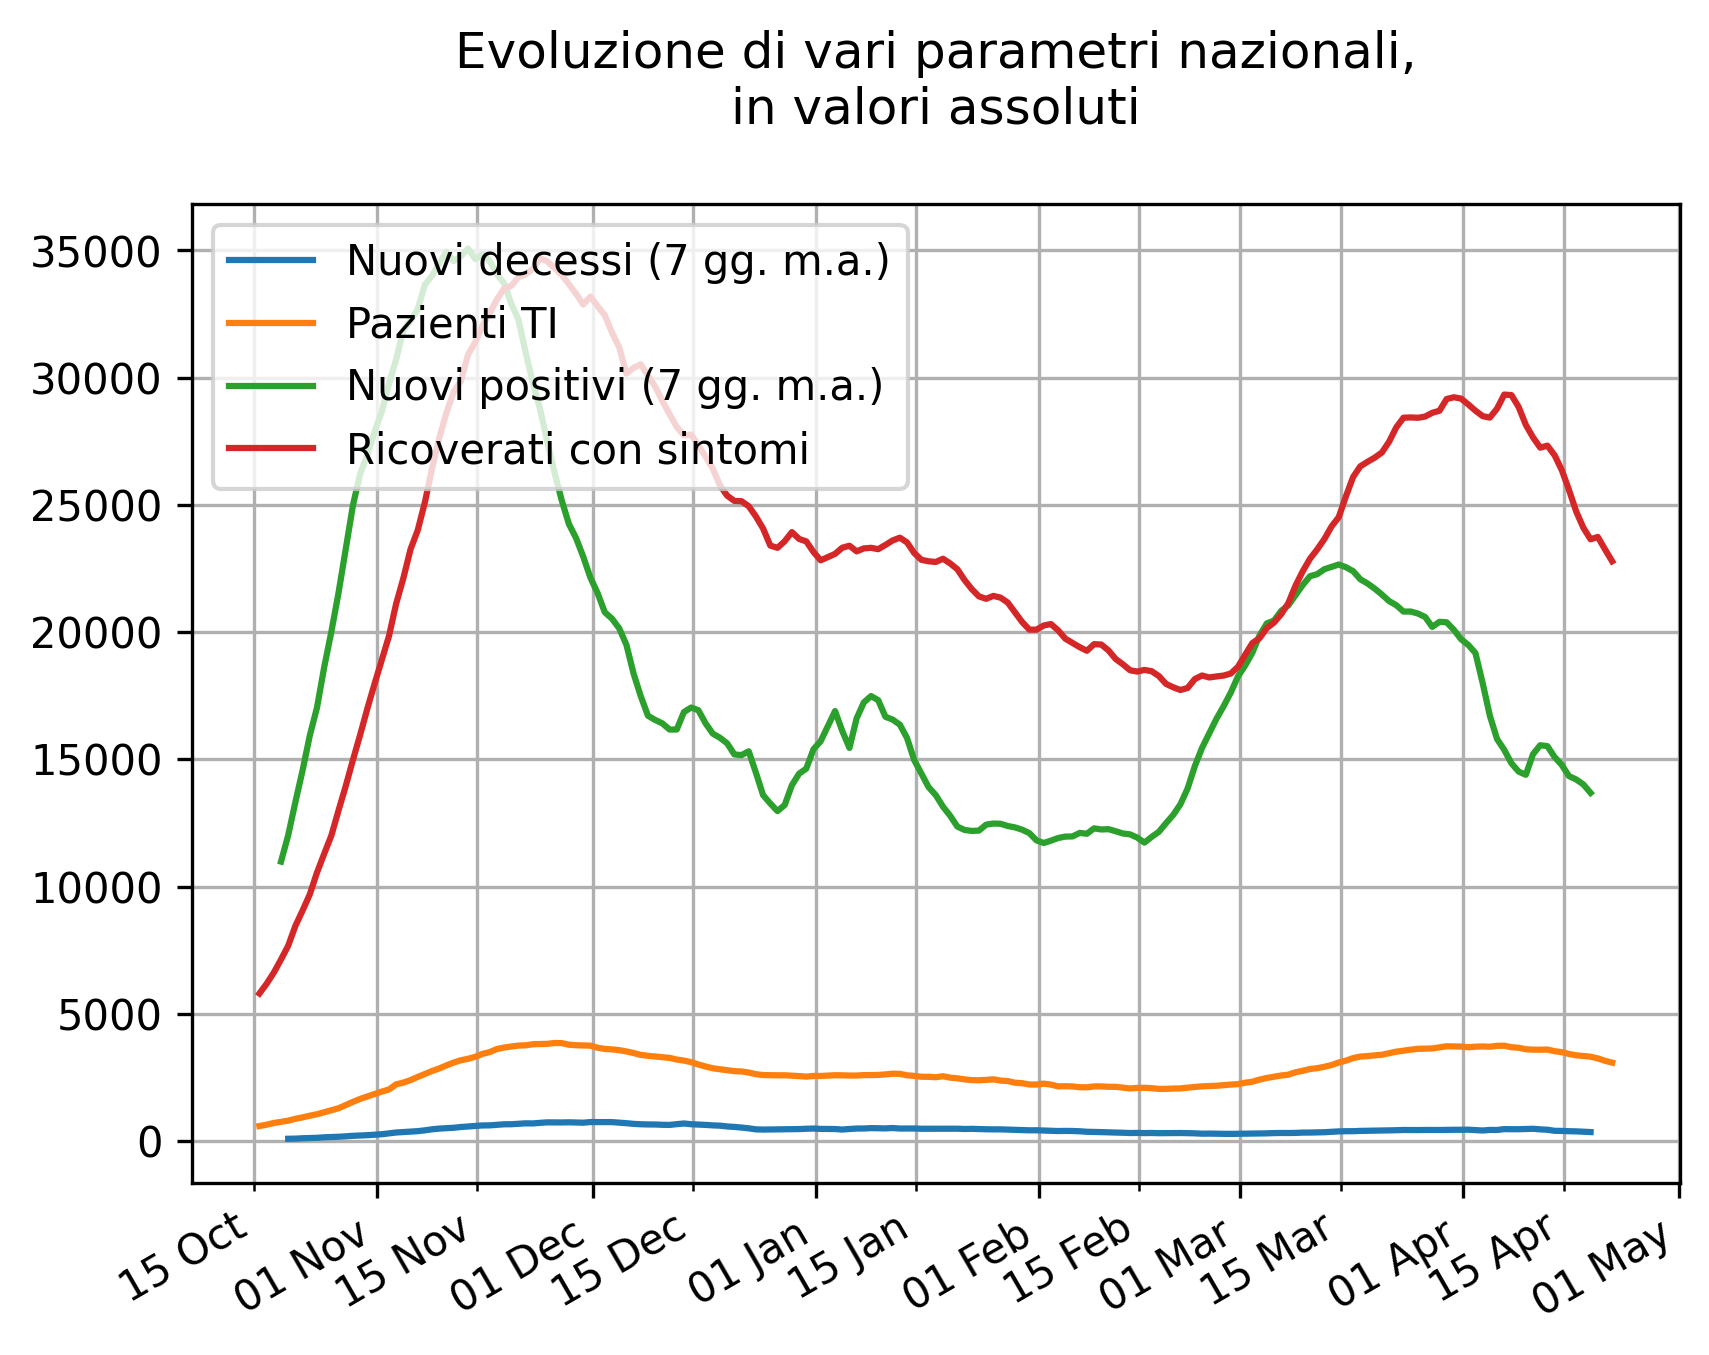 Evoluzione di vari parametri nazionali,
in valori assoluti
Nuovi decessi (7 gg. m.a.)
Pazienti TI
Nuovi positivi (7 gg. m.a.)
Ricoverati con sintomi
35000
30000
25000
20000
15000
10000
5000
0
15 Oct
01 Nov
15 Nov
01 Dec
15 Dec
01 Jan
15 Jan
01 Feb
15 Feb
01 Mar
15 Mar
01 Apr
15 Apr
01 May